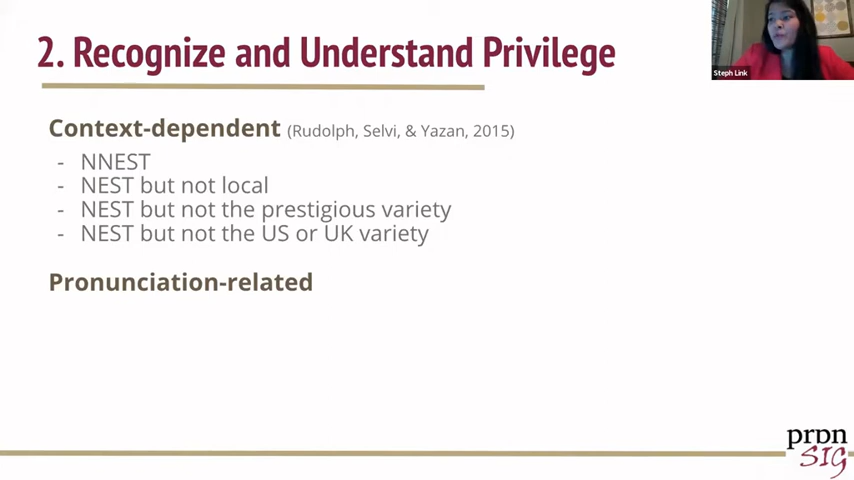 2. Recognize and Understand Privilege
Steph Link
Context-dependent (Rudolph, Selvi, & Yazan, 2015)
- NNEST
- NEST but not local
- NEST but not the prestigious variety
- NEST but not the US or UK variety
Pronunciation-related
prɒn
SIG